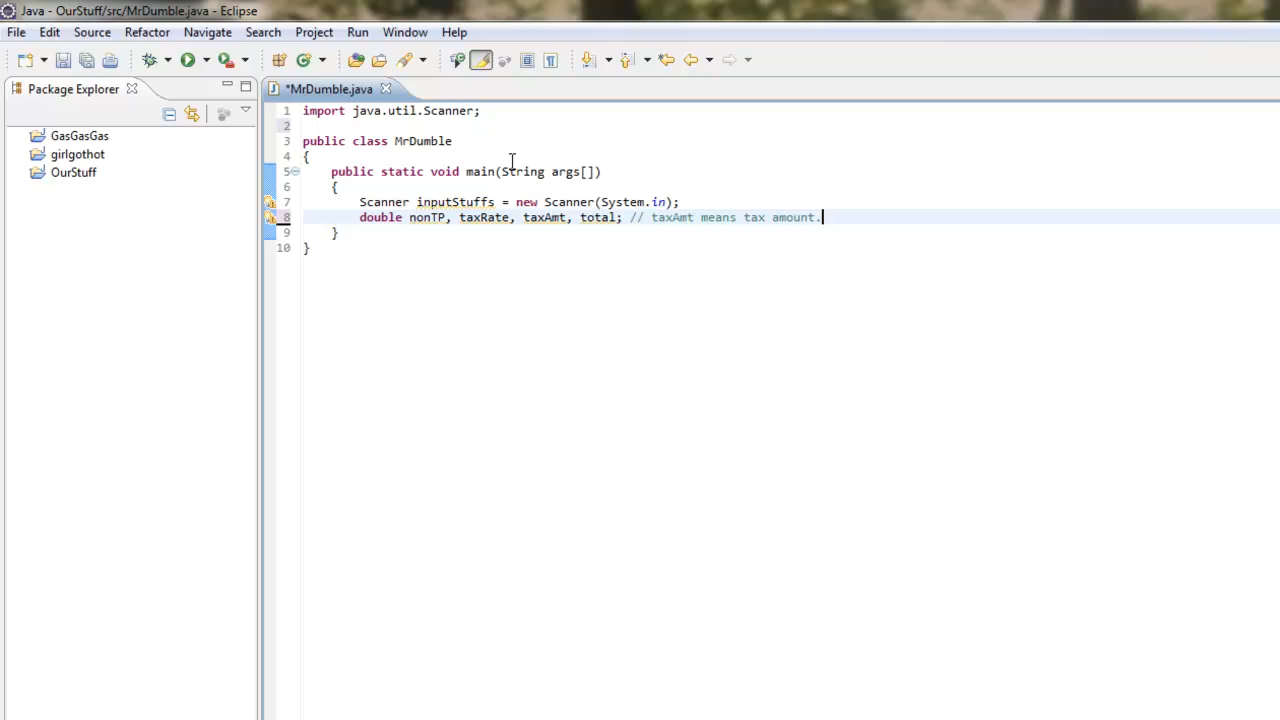 Java - OurStuff/src/MrDumble.java - Eclipse
File Edit Source Refactor Navigate Search Project Run Window Help
Package Explorer
*MrDumble.java
GasGasGas
girlgothot
OurStuff
1 import java.util.Scanner;
2
3 public class MrDumble
4 {
5 public static void main(String args[])
6 {
7 Scanner inputStuffs = new Scanner(System.in);
8 double nonTP, taxRate, taxAmt, total; // taxAmt means tax amount.
9 }
10 }